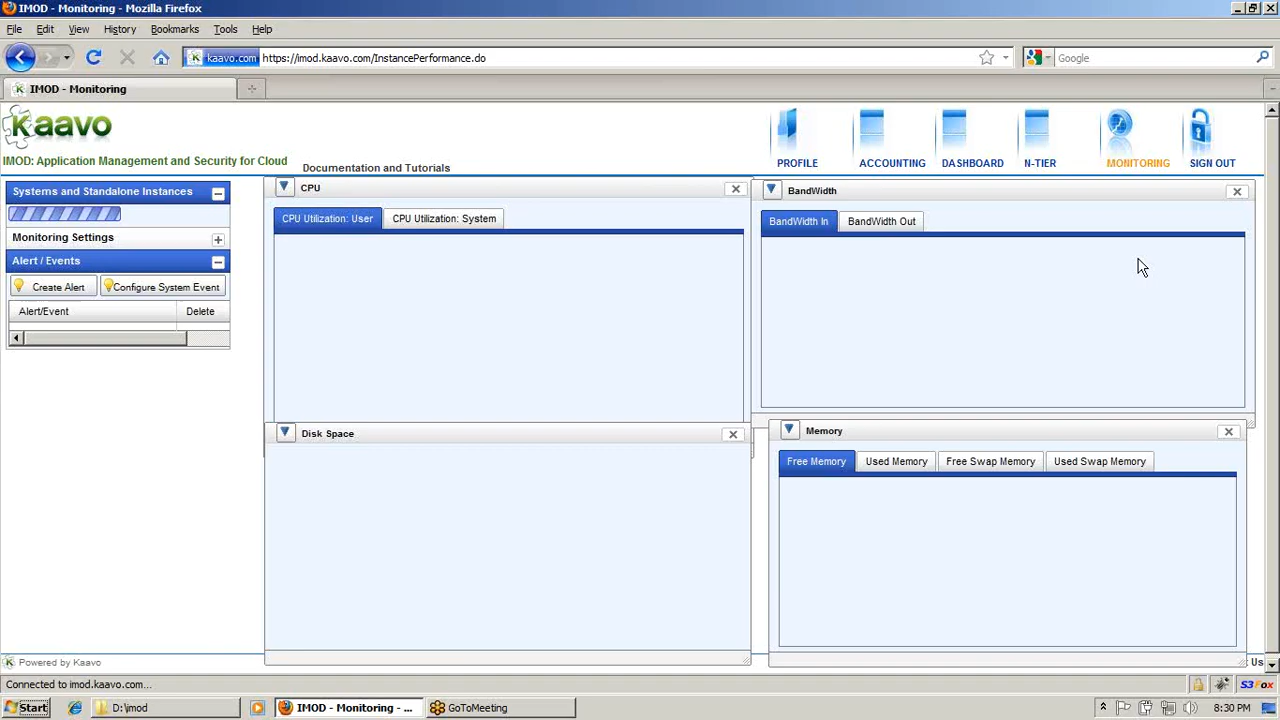 IMOD - Monitoring - Mozilla Firefox
File Edit View History Bookmarks Tools Help
kaavo.com https://imod.kaavo.com/InstancePerformance.do
Google
IMOD - Monitoring
kaavo
IMOD: Application Management and Security for Cloud
Documentation and Tutorials
PROFILE ACCOUNTING DASHBOARD N-TIER MONITORING SIGN OUT
Systems and Standalone Instances
Monitoring Settings
Alert / Events
Create Alert Configure System Event
Alert/Event Delete
CPU
CPU Utilization: User CPU Utilization: System
BandWidth
BandWidth In BandWidth Out
Disk Space
Memory
Free Memory Used Memory Free Swap Memory Used Swap Memory
Powered by Kaavo
Us
Connected to imod.kaavo.com...
S3Fox
Start D:\imod IMOD - Monitoring - ... GoToMeeting 8:30 PM